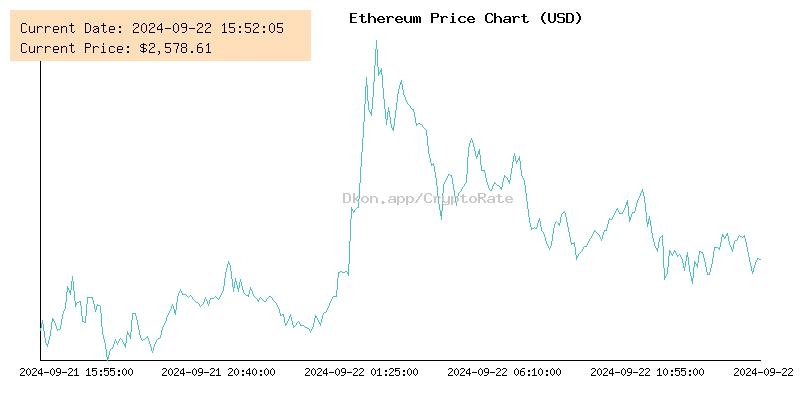 Ethereum Price Chart (USD)
Current Date: 2024-09-22 15:52:05
Current Price: $2,578.61
Dkon.app/CryptoRate
2024-09-21 15:55:00 2024-09-21 20:40:00 2024-09-22 01:25:00 2024-09-22 06:10:00 2024-09-22 10:55:00 2024-09-22